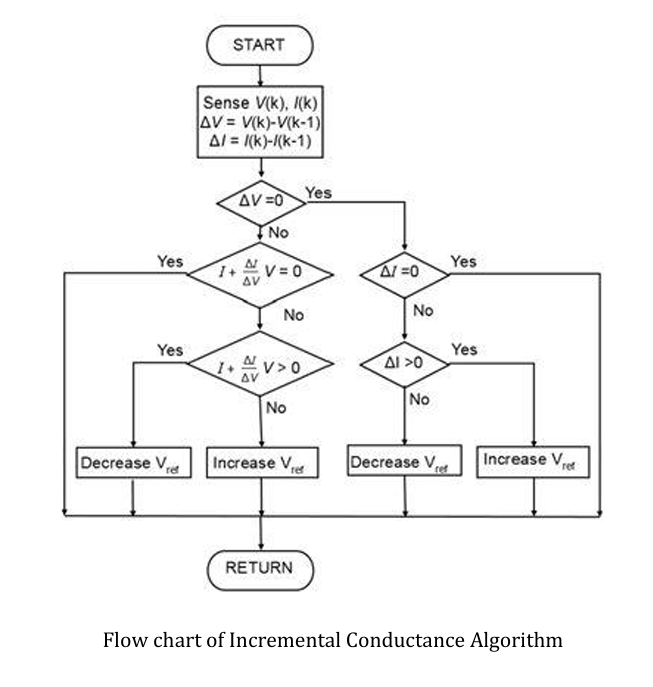 START
Sense V(k), I(k)
ΔV = V(k)-V(k-1)
ΔI = I(k)-I(k-1)
ΔV =0
Yes
No
Yes
I + ΔI/ΔV V = 0
ΔI =0
Yes
No
No
Yes
I + ΔI/ΔV V > 0
ΔI >0
Yes
No
No
Decrease Vref
Increase Vref
Decrease Vref
Increase Vref
RETURN
Flow chart of Incremental Conductance Algorithm